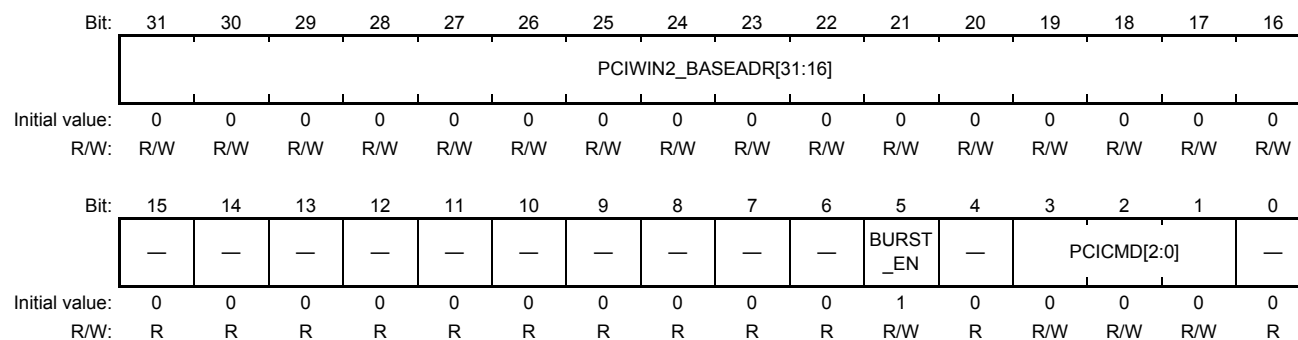 Bit: 31 30 29 28 27 26 25 24 23 22 21 20 19 18 17 16
PCIWIN2_BASEADR[31:16]
Initial value: 0 0 0 0 0 0 0 0 0 0 0 0 0 0 0 0
R/W: R/W R/W R/W R/W R/W R/W R/W R/W R/W R/W R/W R/W R/W R/W R/W R/W
Bit: 15 14 13 12 11 10 9 8 7 6 5 4 3 2 1 0
— — — — — — — — — — BURST — PCICMD[2:0] —
_EN
Initial value: 0 0 0 0 0 0 0 0 0 0 1 0 0 0 0 0
R/W: R R R R R R R R R R R/W R R/W R/W R/W R